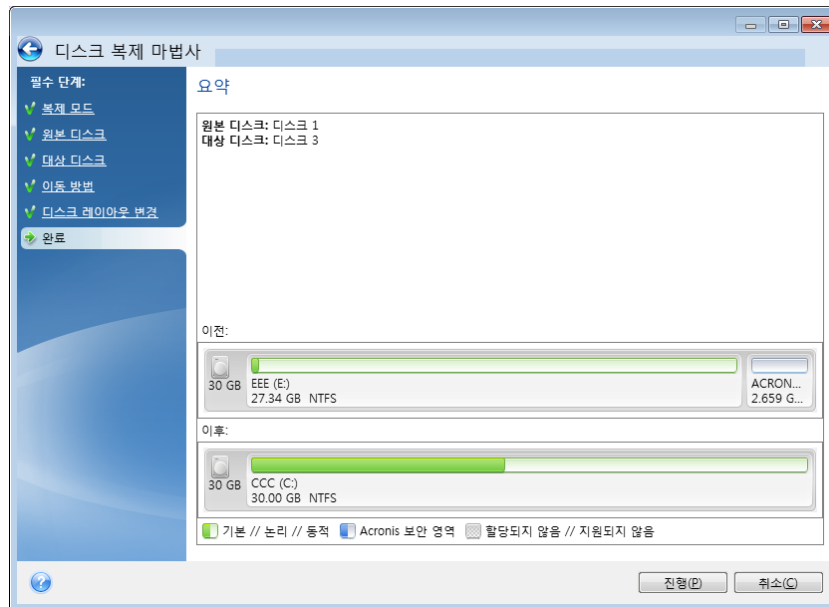 디스크 복제 마법사
필수 단계:
복제 모드
원본 디스크
대상 디스크
이동 방법
디스크 레이아웃 변경
완료
요약
원본 디스크: 디스크 1
대상 디스크: 디스크 3
이전:
30 GB
EEE (E:)
27.34 GB NTFS
ACRON...
2.659 G...
이후:
30 GB
CCC (C:)
30.00 GB NTFS
기본 // 논리 // 동적 Acronis 보안 영역 할당되지 않음 // 지원되지 않음
진행(P) 취소(C)